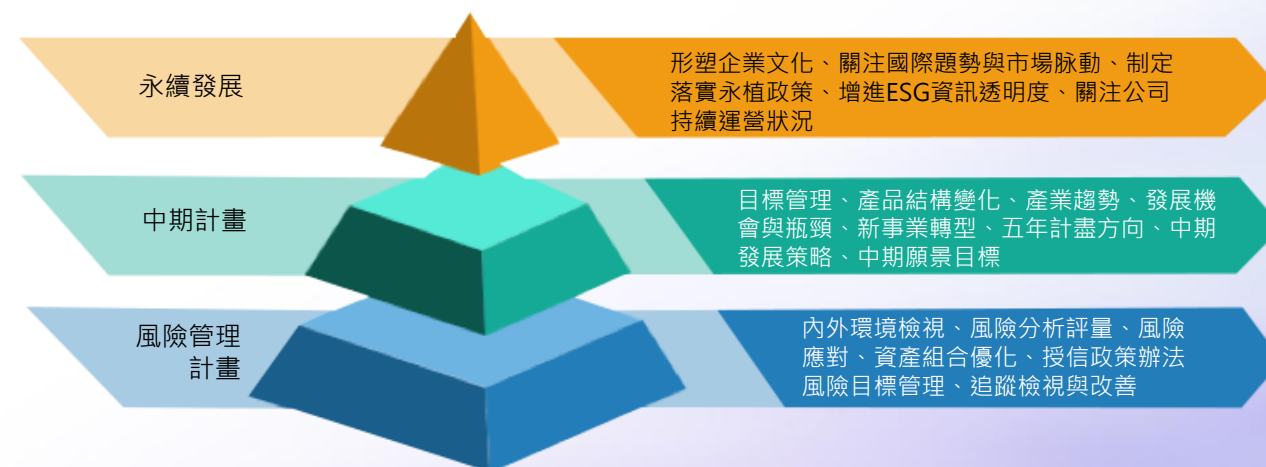 永續發展
形塑企業文化、關注國際題勢與市場脉動、制定
落實永植政策、增進ESG資訊透明度、關注公司
持續運營狀況
中期計畫
目標管理、產品結構變化、產業趨勢、發展機
會與瓶頸、新事業轉型、五年計盡方向、中期
發展策略、中期願景目標
風險管理
計畫
內外環境檢視、風險分析評量、風險
應對、資產組合優化、授信政策辦法
風險目標管理、追蹤檢視與改善